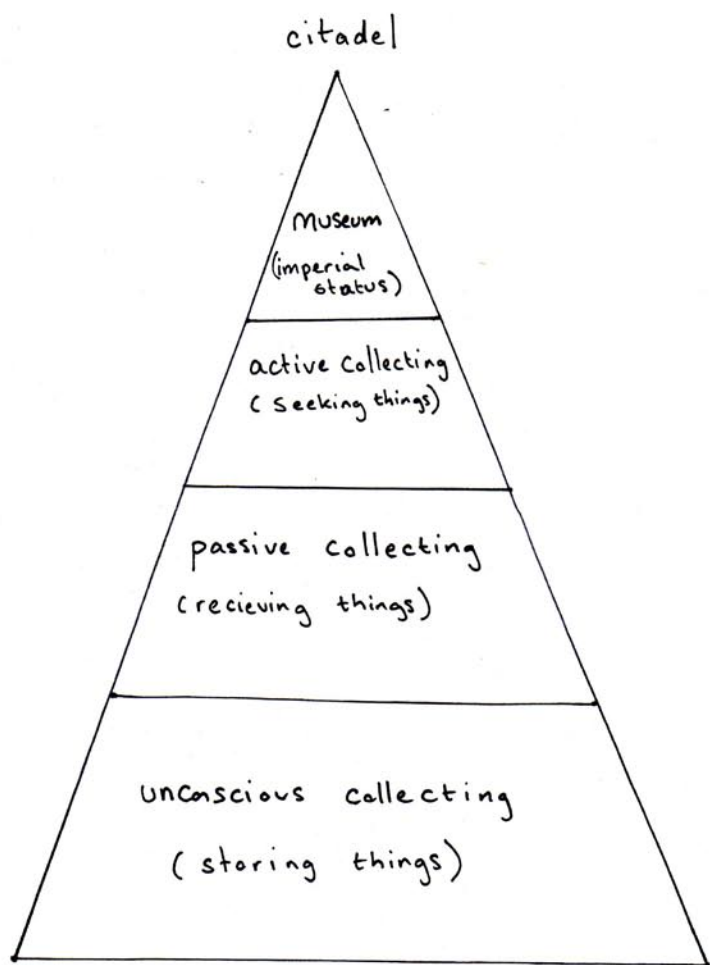 citadel
Museum
(imperial
status)
active collecting
(seeking things)
passive collecting
(recieving things)
unconscious collecting
(storing things)